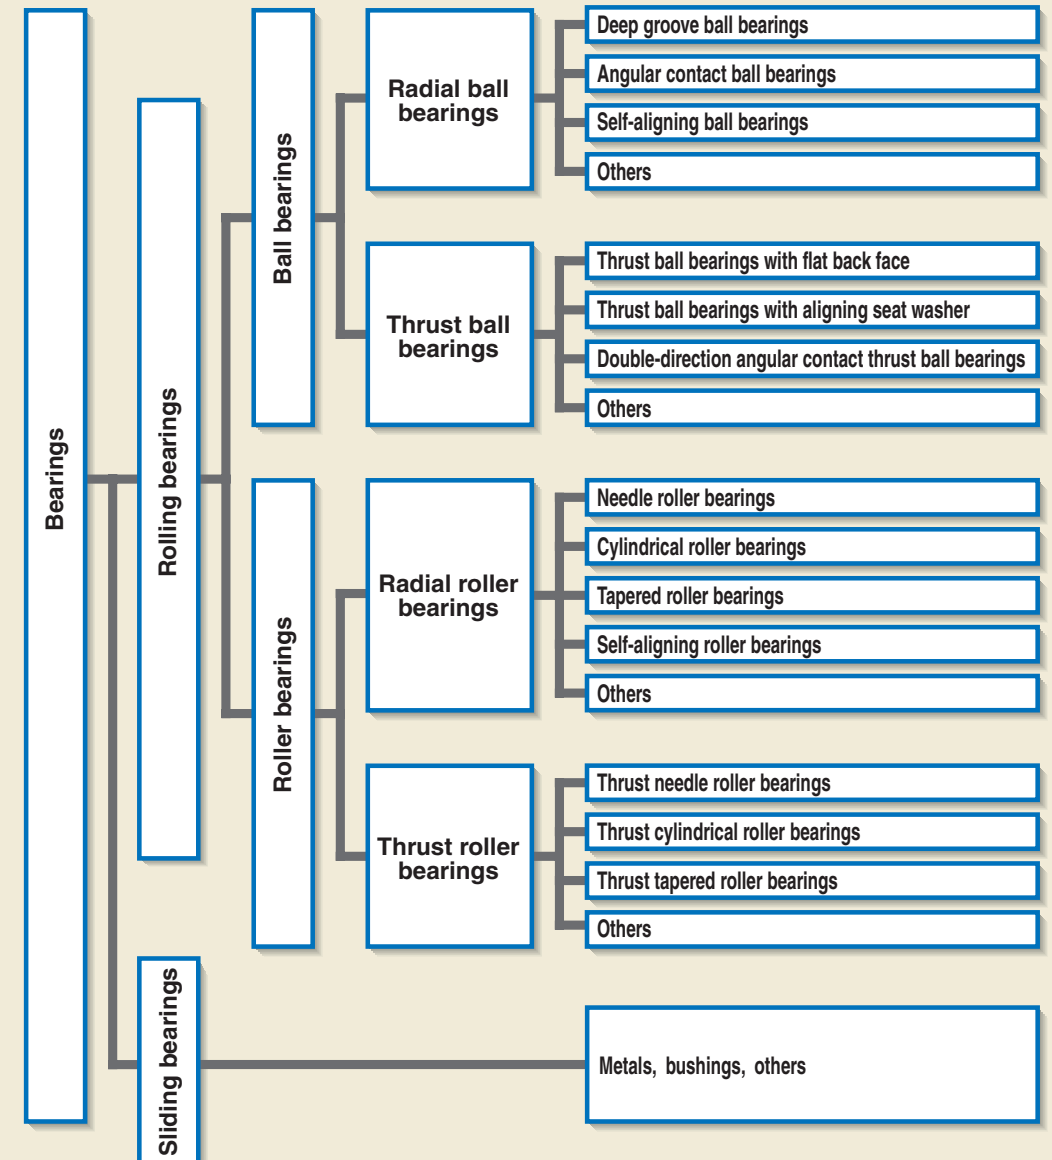 Bearings
Rolling bearings
Ball bearings
Radial ball
bearings
Deep groove ball bearings
Angular contact ball bearings
Self-aligning ball bearings
Others
Thrust ball
bearings
Thrust ball bearings with flat back face
Thrust ball bearings with aligning seat washer
Double-direction angular contact thrust ball bearings
Others
Roller bearings
Radial roller
bearings
Needle roller bearings
Cylindrical roller bearings
Tapered roller bearings
Self-aligning roller bearings
Others
Thrust roller
bearings
Thrust needle roller bearings
Thrust cylindrical roller bearings
Thrust tapered roller bearings
Others
Sliding bearings
Metals, bushings, others